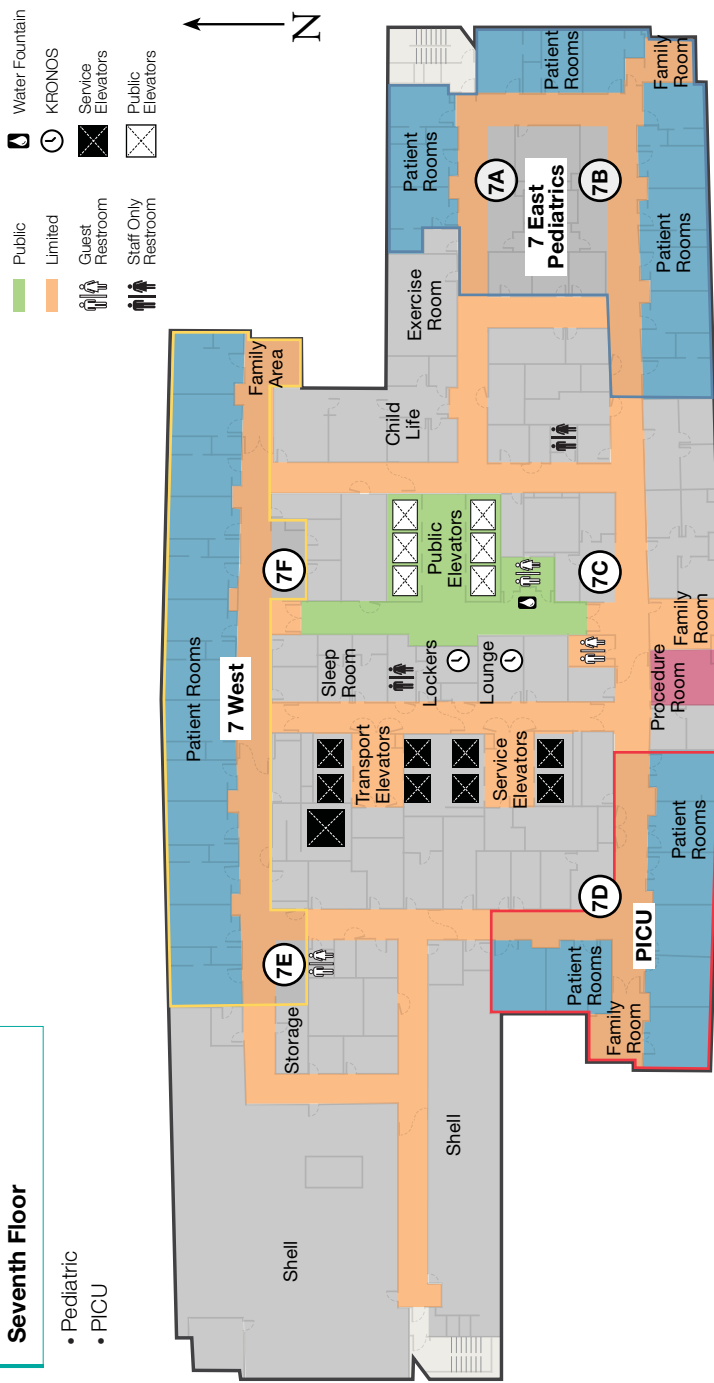 Seventh Floor
• Pediatric
• PICU
Public
Limited
Guest
Restroom
Staff Only
Restroom
Water Fountain
KRONOS
Service
Elevators
Public
Elevators
N
Shell
Storage
7E
Patient Rooms
7 West
7F
Family
Area
Shell
Transport
Elevators
Service
Elevators
Sleep
Room
Lockers
Lounge
Public
Elevators
Child
Life
Exercise
Room
Patient
Rooms
7A
7 East
Pediatrics
7B
Patient
Rooms
Family
Room
Patient
Rooms
7C
Family
Room
Procedure
Room
7D
PICU
Patient
Rooms
Family
Room
Patient
Rooms